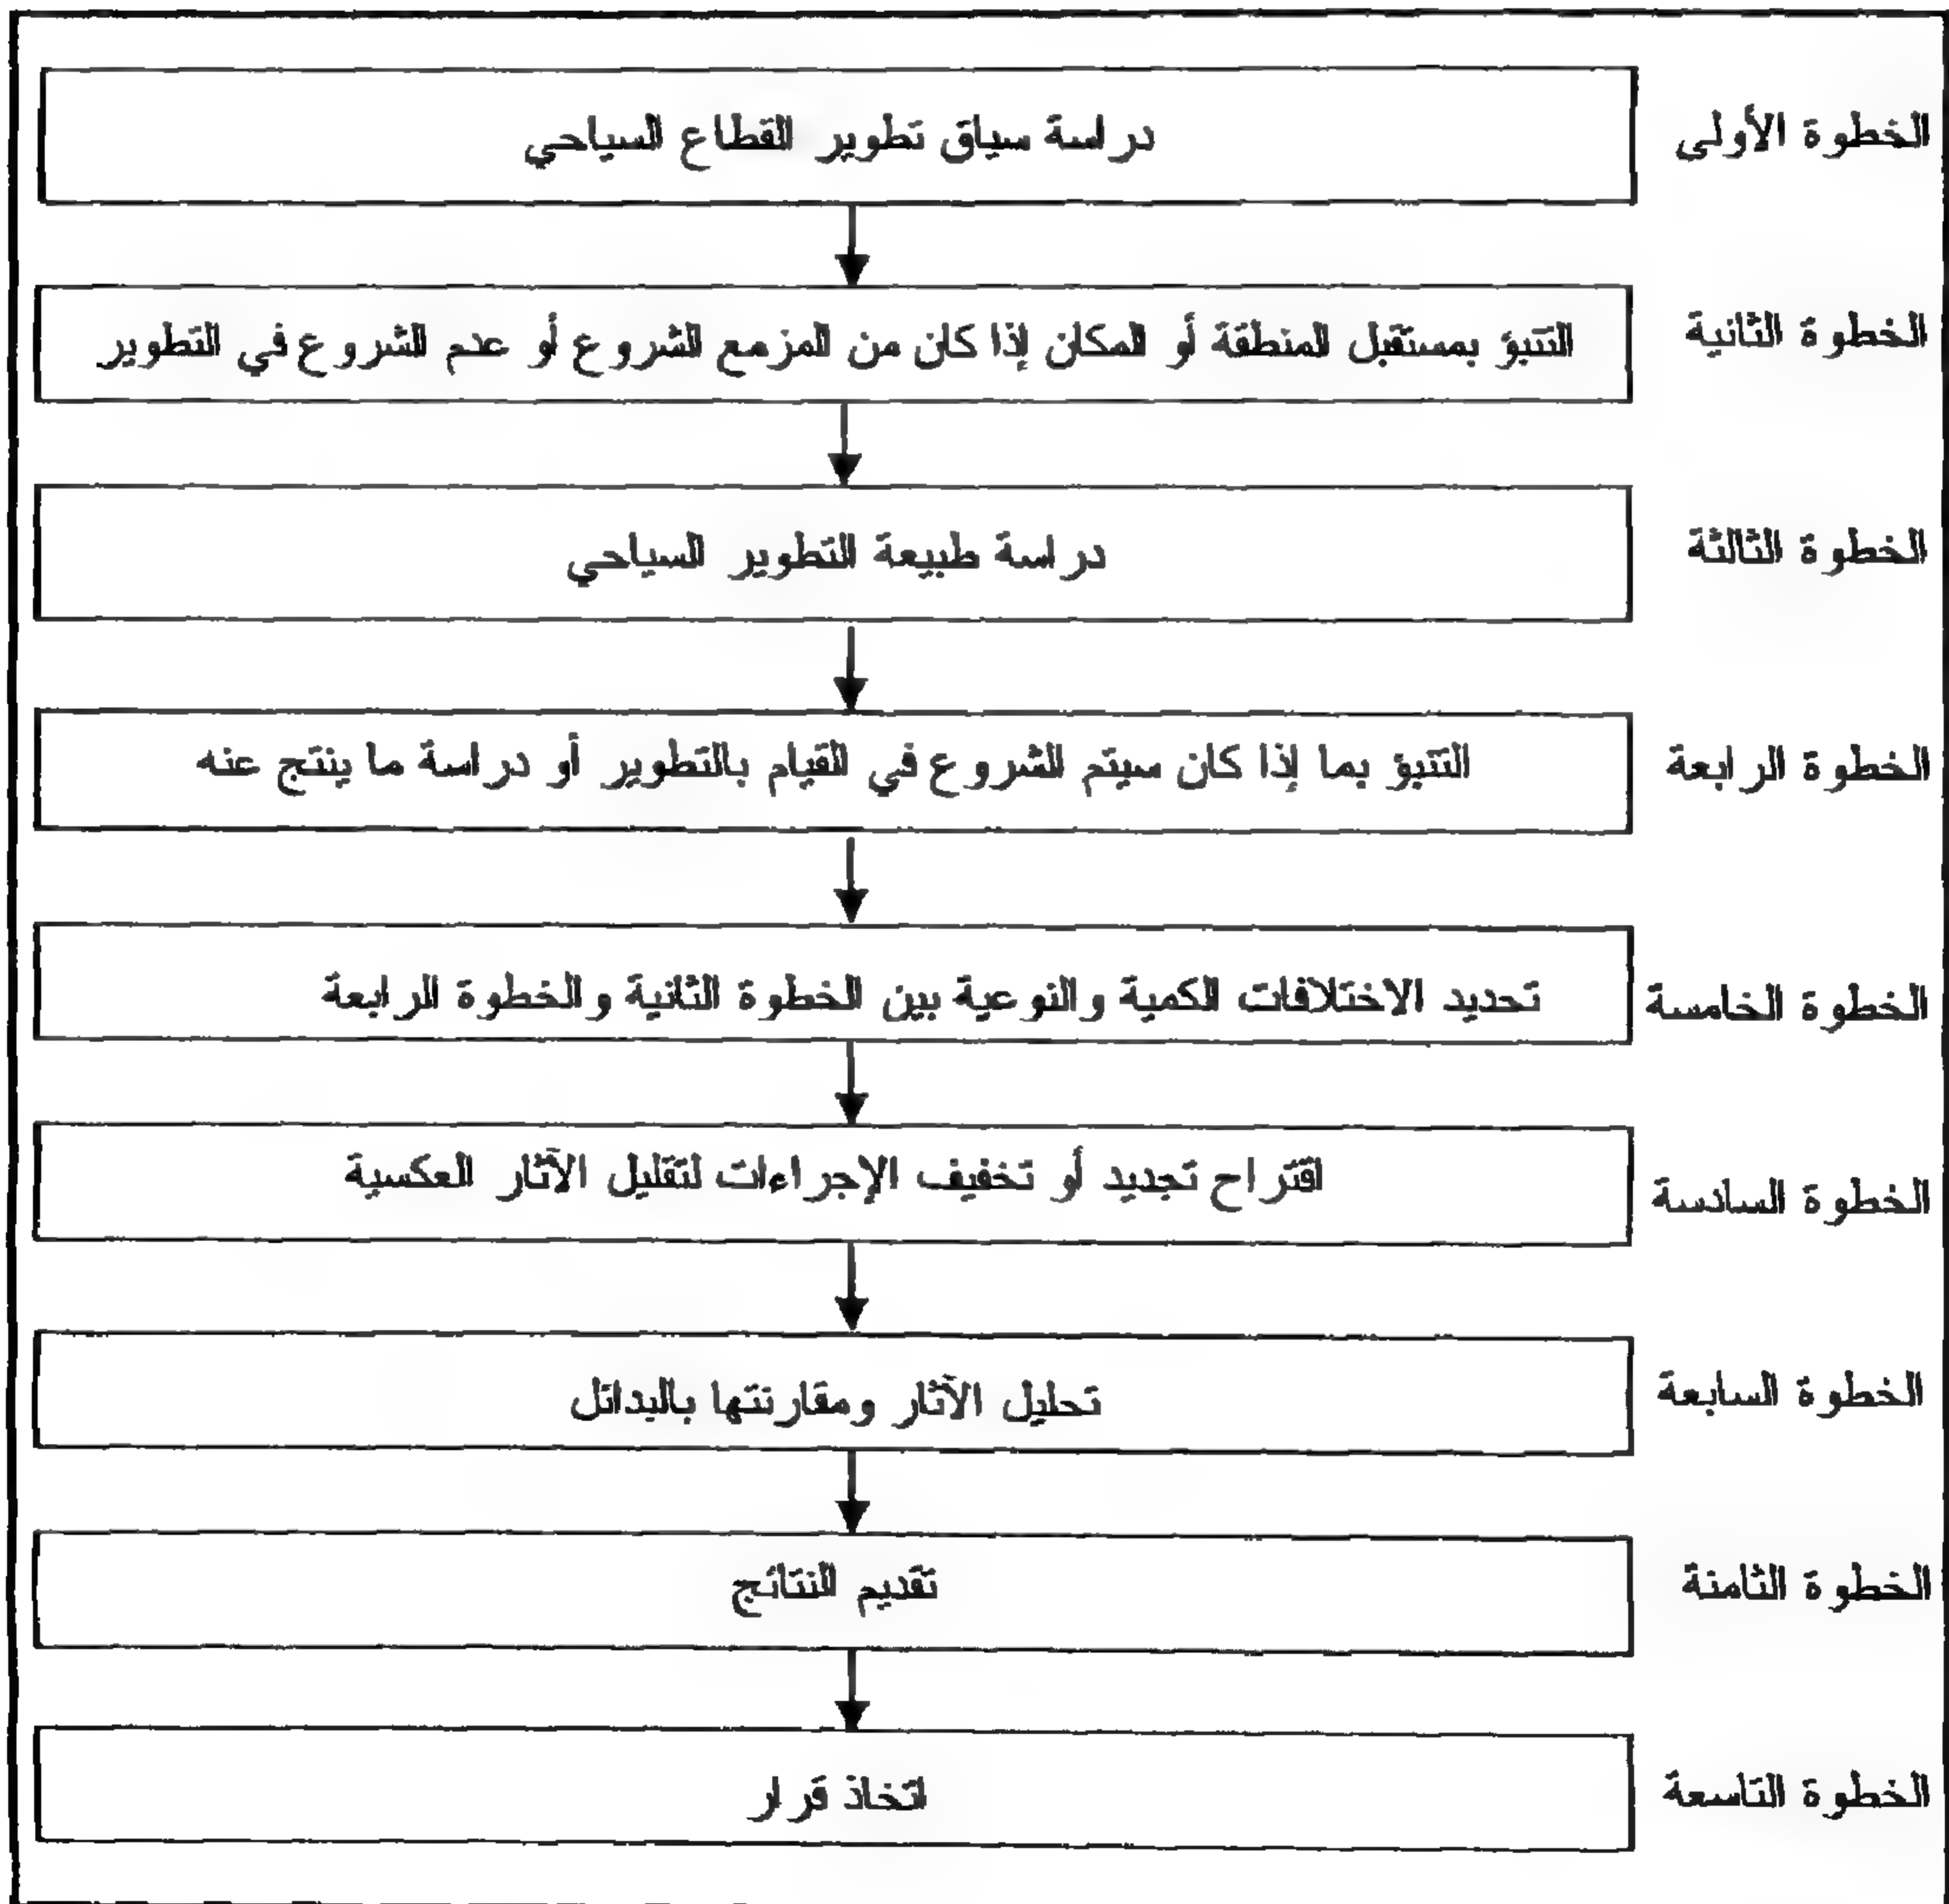 الخطوة الأولى
دراسة سياق تطوير القطاع السياحي
الخطوة الثانية
التنبؤ بمستقبل المنطقة أو المكان إذا كان من المزمع الشروع أو عدم الشروع في التطوير
الخطوة الثالثة
دراسة طبيعة التطوير السياحي
الخطوة الرابعة
التنبؤ بما إذا كان سيتم الشروع في القيام بالتطوير أو دراسة ما ينتج عنه
الخطوة الخامسة
تحديد الاختلافات الكمية والنوعية بين الخطوة الثانية والخطوة الرابعة
الخطوة السادسة
اقتراح تجديد أو تخفيف الإجراءات لتقليل الآثار العكسية
الخطوة السابعة
تحليل الآثار ومقارنتها بالبدائل
الخطوة الثامنة
تقديم النتائج
الخطوة التاسعة
اتخاذ قرار